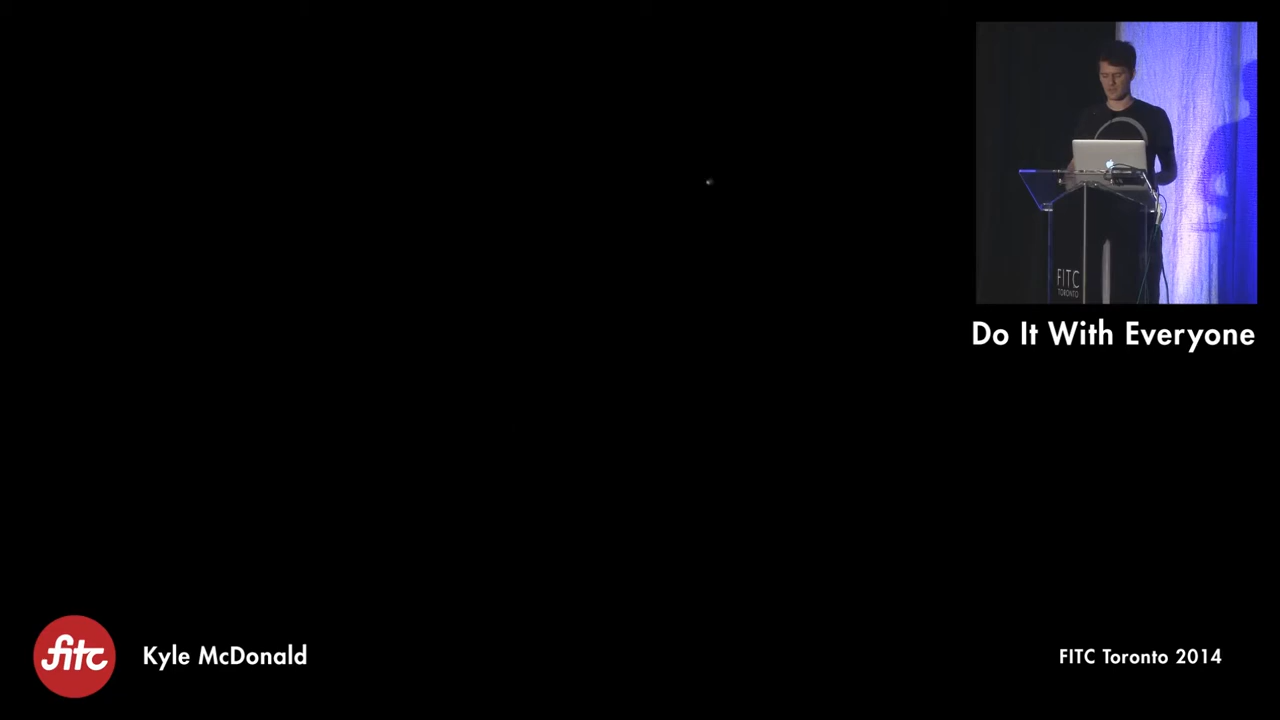 Do It With Everyone
FITC
TORONTO
fitc
Kyle McDonald
FITC Toronto 2014